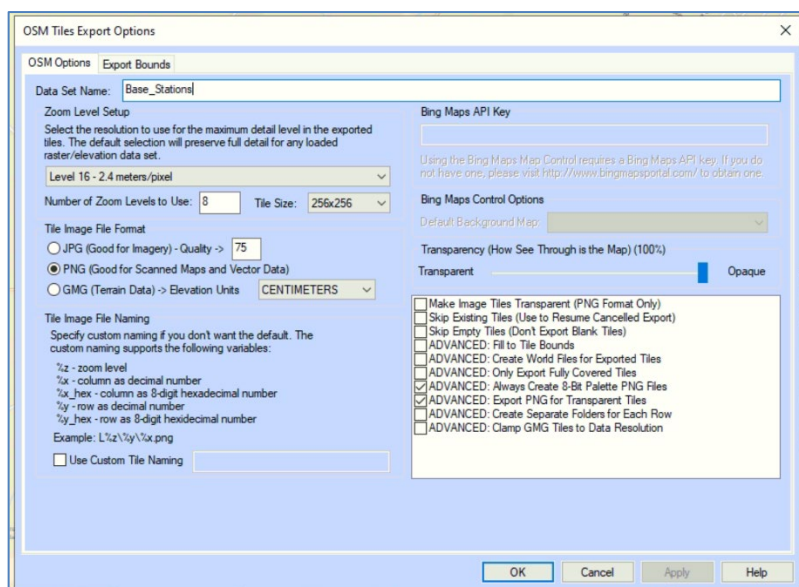 OSM Tiles Export Options
OSM Options
Export Bounds
Data Set Name:
Base_Stations
Zoom Level Setup
Select the resolution to use for the maximum detail level in the exported
tiles. The default selection will preserve full detail for any loaded
raster/elevation data set.
Level 16 - 2.4 meters/pixel
Number of Zoom Levels to Use: 8
Tile Size: 256x256
Tile Image File Format
JPG (Good for Imagery) - Quality -> 75
PNG (Good for Scanned Maps and Vector Data)
GMG (Terrain Data) -> Elevation Units CENTIMETERS
Tile Image File Naming
Specify custom naming if you don't want the default. The
custom naming supports the following variables:
%z - zoom level
%x - column as decimal number
%x_hex - column as 8-digit hexadecimal number
%y - row as decimal number
%y_hex - row as 8-digit hexidecimal number
Example: L%z\%y\%x.png
Use Custom Tile Naming
Bing Maps API Key
Using the Bing Maps Map Control requires a Bing Maps API key. If you do
not have one, please visit http://www.bingmapsportal.com/ to obtain one.
Bing Maps Control Options
Default Background Map:
Transparency (How See Through is the Map) (100%)
Transparent
Opaque
Make Image Tiles Transparent (PNG Format Only)
Skip Existing Tiles (Use to Resume Cancelled Export)
Skip Empty Tiles (Don't Export Blank Tiles)
ADVANCED: Fill to Tile Bounds
ADVANCED: Create World Files for Exported Tiles
ADVANCED: Only Export Fully Covered Tiles
ADVANCED: Always Create 8-Bit Palette PNG Files
ADVANCED: Export PNG for Transparent Tiles
ADVANCED: Create Separate Folders for Each Row
ADVANCED: Clamp GMG Tiles to Data Resolution
OK
Cancel
Apply
Help